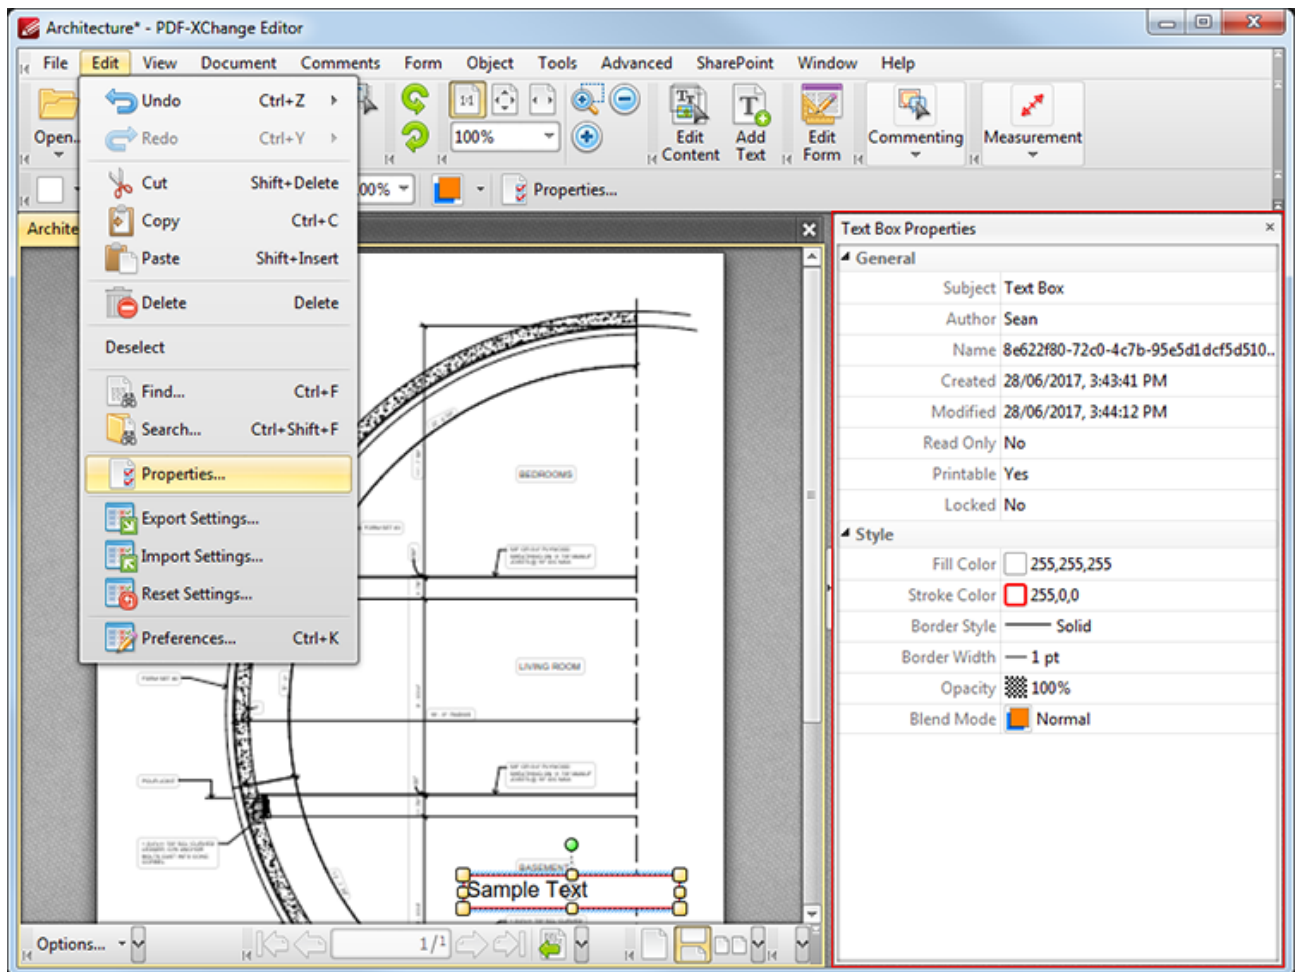 Architecture* - PDF-XChange Editor
File Edit View Document Comments Form Object Tools Advanced SharePoint Window Help
Open...
100%
Edit Content
Add Text
Edit Form
Commenting
Measurement
00%
Properties...
Archite
Undo Ctrl+Z
Redo Ctrl+Y
Cut Shift+Delete
Copy Ctrl+C
Paste Shift+Insert
Delete Delete
Deselect
Find... Ctrl+F
Search... Ctrl+Shift+F
Properties...
Export Settings...
Import Settings...
Reset Settings...
Preferences... Ctrl+K
BEDROOMS
LIVING ROOM
BASEMENT
Sample Text
Options...
1/1
Text Box Properties
General
Subject Text Box
Author Sean
Name 8e622f80-72c0-4c7b-95e5d1dcf5d510...
Created 28/06/2017, 3:43:41 PM
Modified 28/06/2017, 3:44:12 PM
Read Only No
Printable Yes
Locked No
Style
Fill Color 255,255,255
Stroke Color 255,0,0
Border Style Solid
Border Width 1 pt
Opacity 100%
Blend Mode Normal